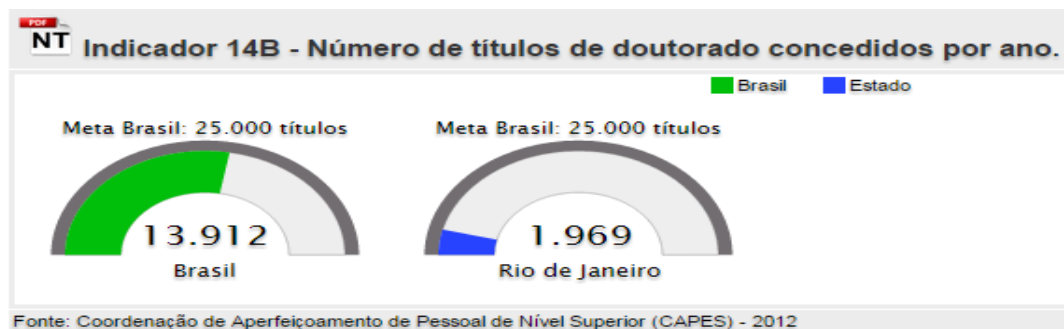 PDF
NT Indicador 14B - Número de títulos de doutorado concedidos por ano.
Brasil Estado
Meta Brasil: 25.000 títulos Meta Brasil: 25.000 títulos
13.912 1.969
Brasil Rio de Janeiro
Fonte: Coordenação de Aperfeiçoamento de Pessoal de Nível Superior (CAPES) - 2012